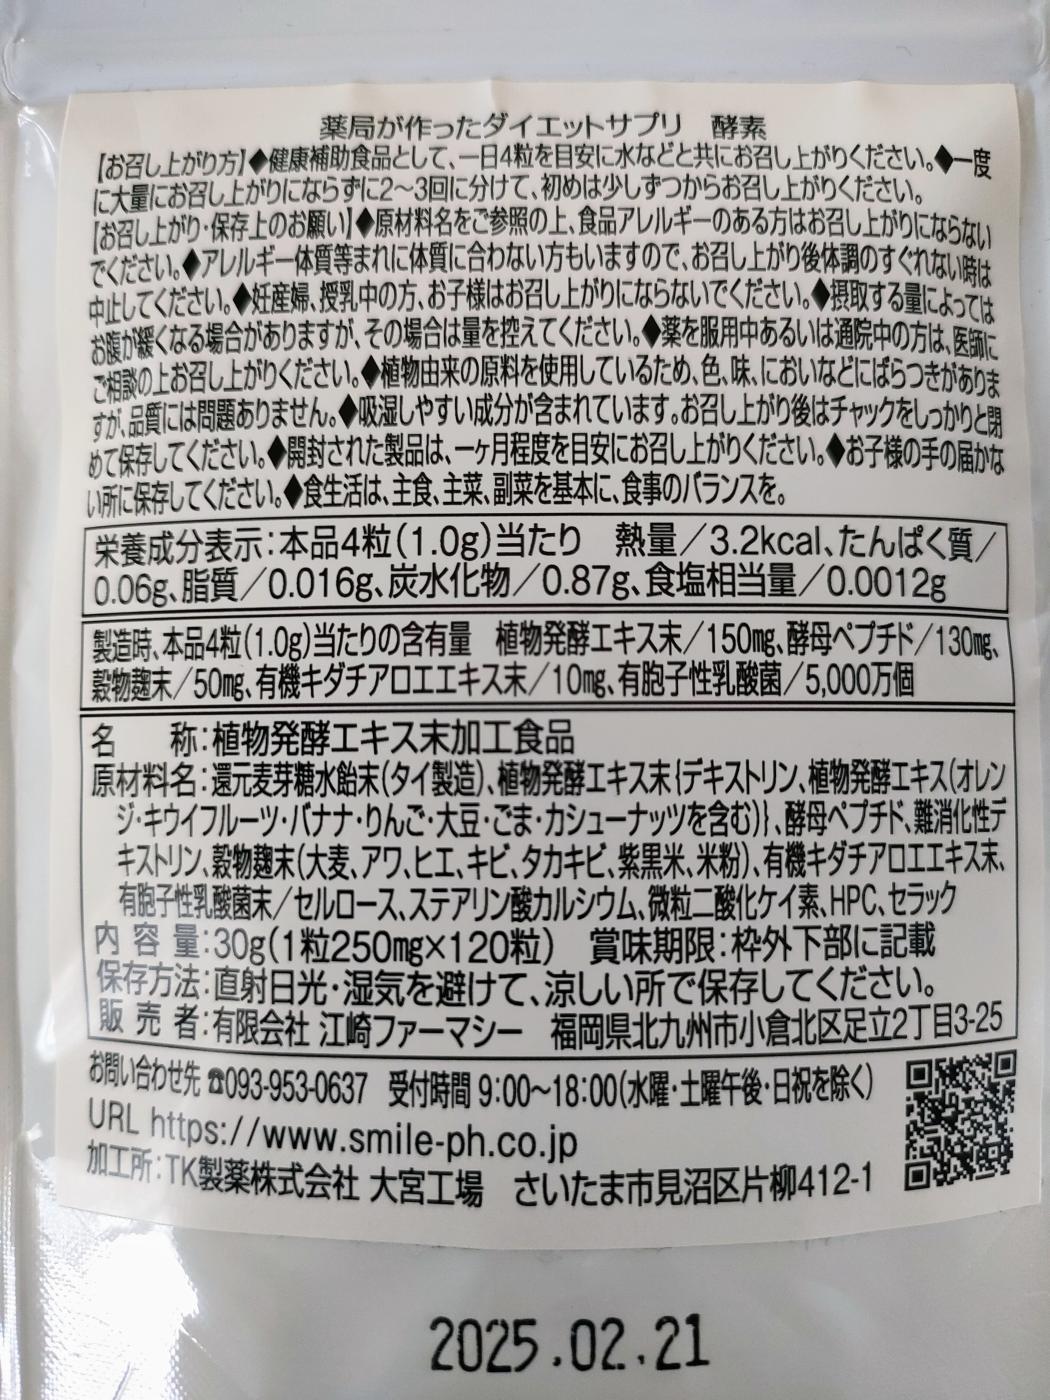 薬局が作ったダイエットサプリ　酵素
【お召し上がり方】◆健康補助食品として、一日4粒を目安に水などと共にお召し上がりください。◆一度
に大量にお召し上がりにならずに2〜3回に分けて、初めは少しずつからお召し上がりください。
【お召し上がり・保存上のお願い】◆原材料名をご参照の上、食品アレルギーのある方はお召し上がりにならない
でください。◆アレルギー体質等まれに体質に合わない方もいますので、お召し上がり後体調のすぐれない時は
中止してください。◆妊産婦、授乳中の方、お子様はお召し上がりにならないでください。◆摂取する量によっては
お腹が緩くなる場合がありますが、その場合は量を控えてください。◆薬を服用中あるいは通院中の方は、医師に
ご相談の上お召し上がりください。◆植物由来の原料を使用しているため、色、味、においなどにばらつきがありま
すが、品質には問題ありません。◆吸湿しやすい成分が含まれています。お召し上がり後はチャックをしっかりと閉
めて保存してください。◆開封された製品は、一ヶ月程度を目安にお召し上がりください。◆お子様の手の届かな
い所に保存してください。◆食生活は、主食、主菜、副菜を基本に、食事のバランスを。
栄養成分表示：本品4粒（1.0g）当たり　熱量／3.2kcal、たんぱく質／
0.06g、脂質／0.016g、炭水化物／0.87g、食塩相当量／0.0012g
製造時、本品4粒（1.0g）当たりの含有量　植物発酵エキス末／150mg、酵母ペプチド／130mg、
穀物麹末／50mg、有機キダチアロエエキス末／10mg、有胞子性乳酸菌／5,000万個
名　　称：植物発酵エキス末加工食品
原材料名：還元麦芽糖水飴末（タイ製造）、植物発酵エキス末｛デキストリン、植物発酵エキス（オレン
ジ・キウイフルーツ・バナナ・りんご・大豆・ごま・カシューナッツを含む）｝、酵母ペプチド、難消化性デ
キストリン、穀物麹末（大麦、アワ、ヒエ、キビ、タカキビ、紫黒米、米粉）、有機キダチアロエエキス末、
有胞子性乳酸菌末／セルロース、ステアリン酸カルシウム、微粒二酸化ケイ素、HPC、セラック
内 容 量：30g（1粒250mg×120粒）　賞味期限：枠外下部に記載
保存方法：直射日光・湿気を避けて、涼しい所で保存してください。
販 売 者：有限会社 江崎ファーマシー　福岡県北九州市小倉北区足立2丁目3-25
お問い合わせ先 ☎093-953-0637　受付時間 9:00〜18:00（水曜・土曜午後・日祝を除く）
URL https://www.smile-ph.co.jp
加工所：TK製薬株式会社 大宮工場　さいたま市見沼区片柳412-1
2025.02.21